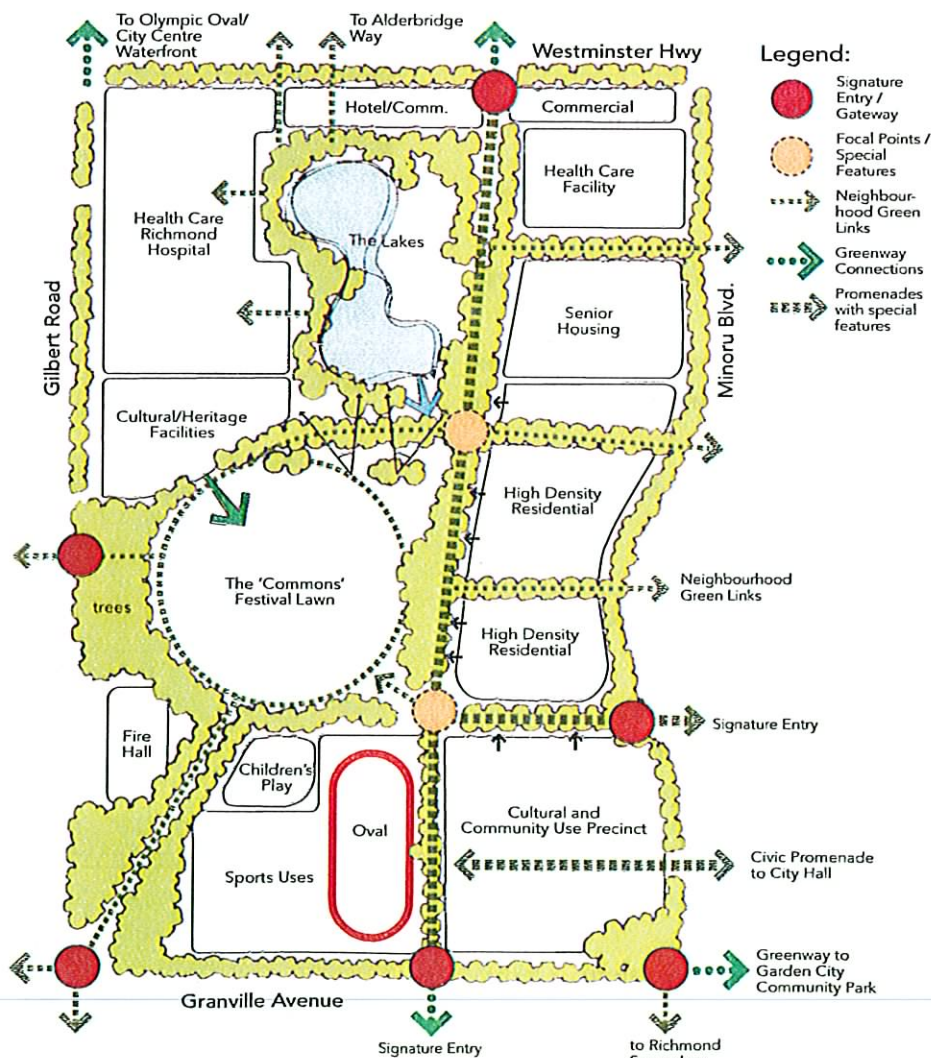 To Olympic Oval/
City Centre
Waterfront
To Alderbridge
Way
Westminster Hwy
Legend:
Signature
Entry /
Gateway
Focal Points /
Special
Features
Neighbour-
hood Green
Links
Greenway
Connections
Promenades
with special
features
Hotel/Comm.
Commercial
Health Care
Facility
Health Care
Richmond
Hospital
The Lakes
Senior
Housing
Gilbert Road
Minoru Blvd.
Cultural/Heritage
Facilities
High Density
Residential
trees
The 'Commons'
Festival Lawn
Neighbourhood
Green Links
High Density
Residential
Fire
Hall
Signature Entry
Children's
Play
Oval
Cultural and
Community Use Precinct
Sports Uses
Civic Promenade
to City Hall
Greenway to
Garden City
Community Park
Granville Avenue
Signature Entry
to Richmond